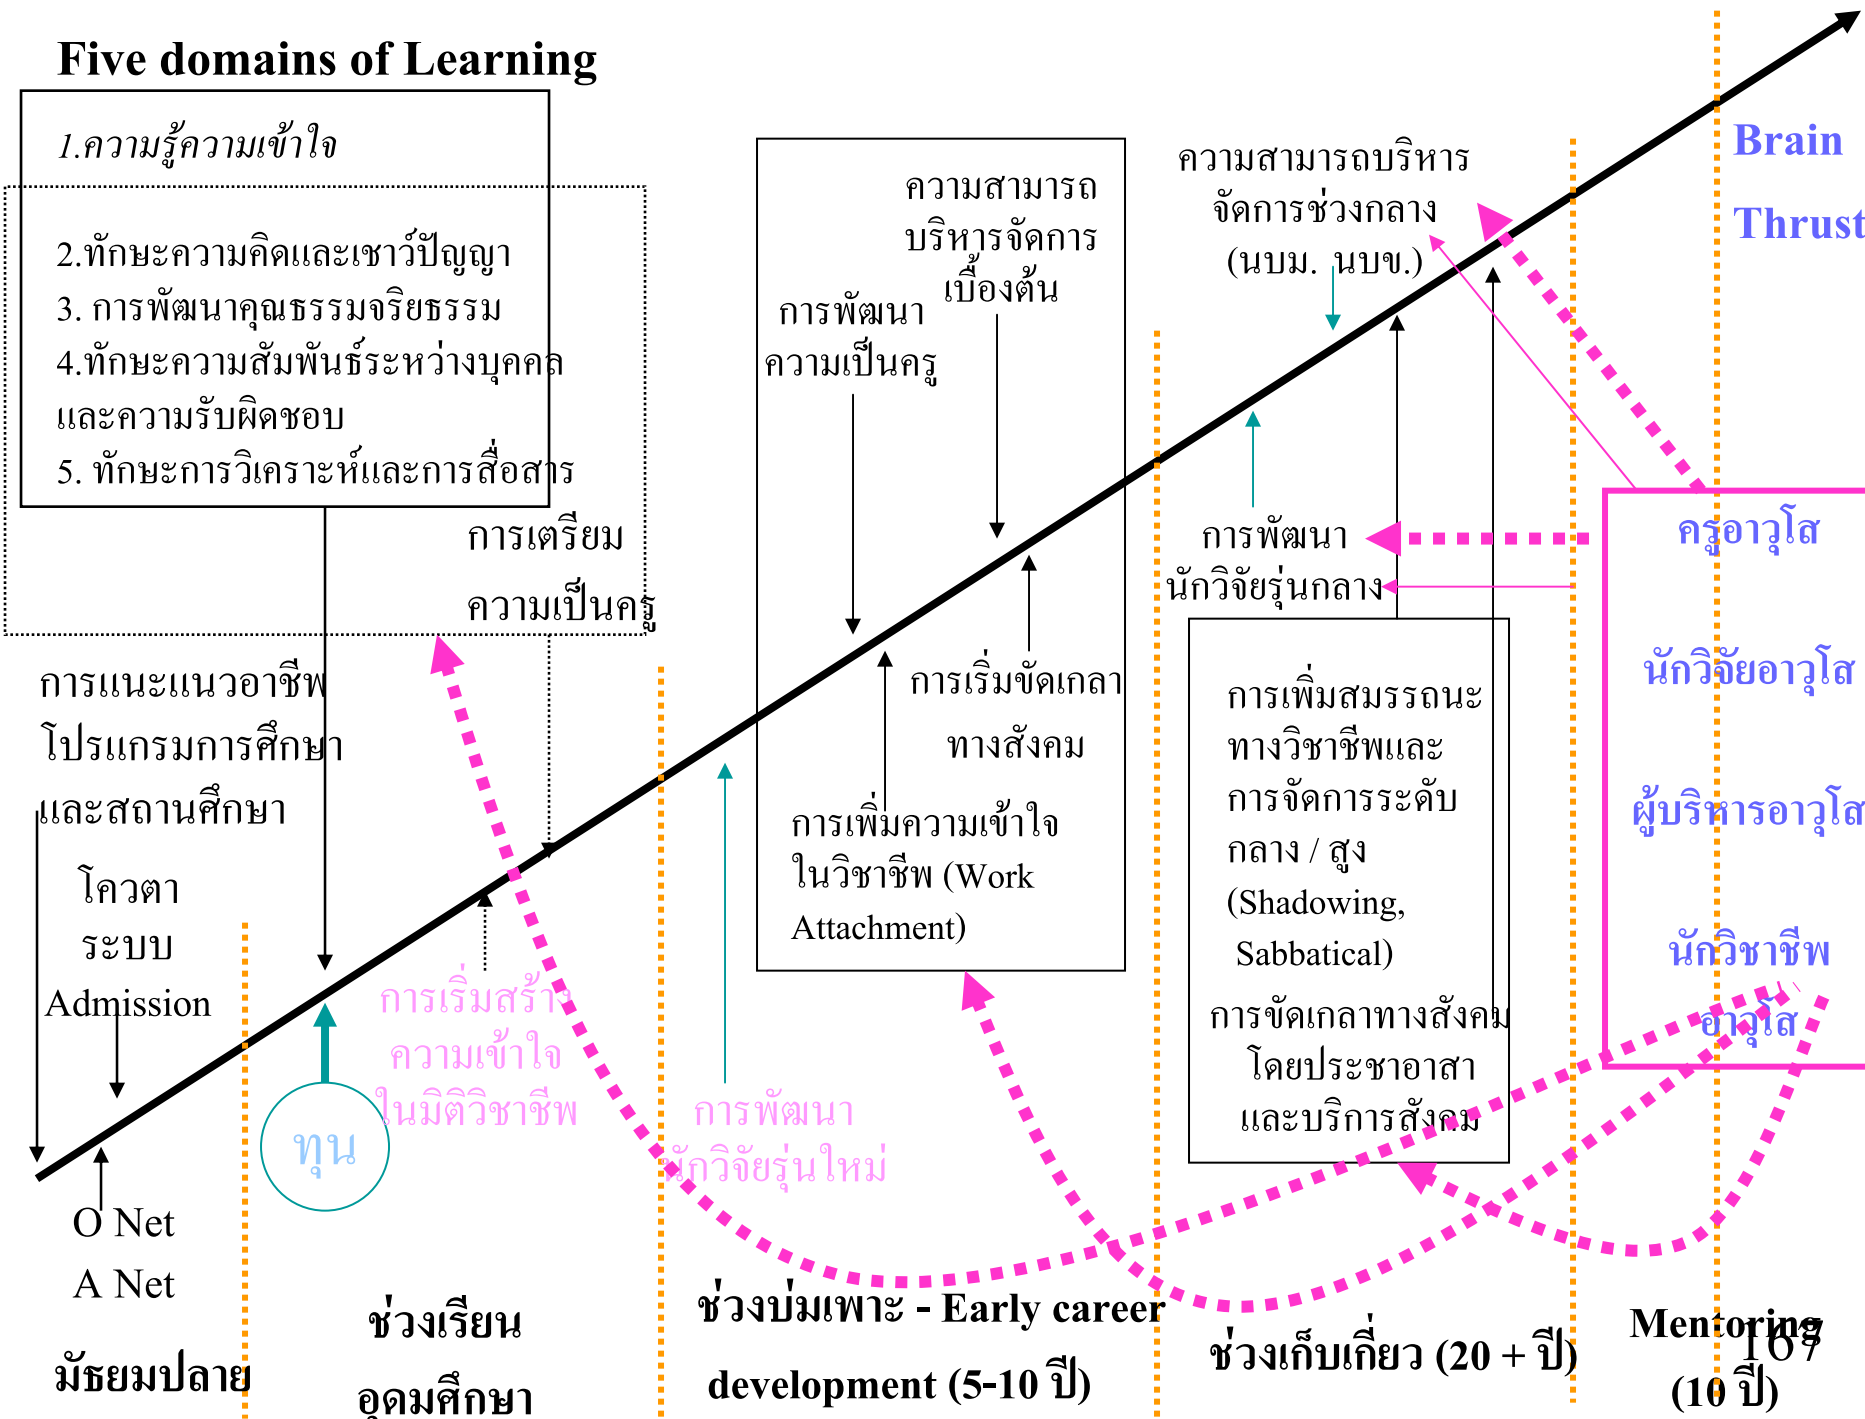 Five domains of Learning
1.ความรู้ความเข้าใจ
2.ทักษะความคิดและเชาว์ปัญญา
3. การพัฒนาคุณธรรมจริยธรรม
4.ทักษะความสัมพันธ์ระหว่างบุคคล
และความรับผิดชอบ
5. ทักษะการวิเคราะห์และการสื่อสาร
การเตรียม
ความเป็นครู
การแนะแนวอาชีพ
โปรแกรมการศึกษา
และสถานศึกษา
โควตา
ระบบ
Admission
O Net
A Net
มัธยมปลาย
ทุน
การเริ่มสร้าง
ความเข้าใจ
ในมิติวิชาชีพ
ช่วงเรียน
อุดมศึกษา
การพัฒนา
ความเป็นครู
ความสามารถ
บริหารจัดการ
เบื้องต้น
การเริ่มขัดเกลา
ทางสังคม
การเพิ่มความเข้าใจ
ในวิชาชีพ (Work
Attachment)
การพัฒนา
นักวิจัยรุ่นใหม่
ช่วงบ่มเพาะ - Early career
development (5-10 ปี)
ความสามารถบริหาร
จัดการช่วงกลาง
(นบม. นบข.)
การพัฒนา
นักวิจัยรุ่นกลาง
การเพิ่มสมรรถนะ
ทางวิชาชีพและ
การจัดการระดับ
กลาง / สูง
(Shadowing,
Sabbatical)
การขัดเกลาทางสังคม
โดยประชาอาสา
และบริการสังคม
ช่วงเก็บเกี่ยว (20 + ปี)
Brain
Thrust
ครูอาวุโส
นักวิจัยอาวุโส
ผู้บริหารอาวุโส
นักวิชาชีพ
อาวุโส
Mentoring
(10 ปี)
167